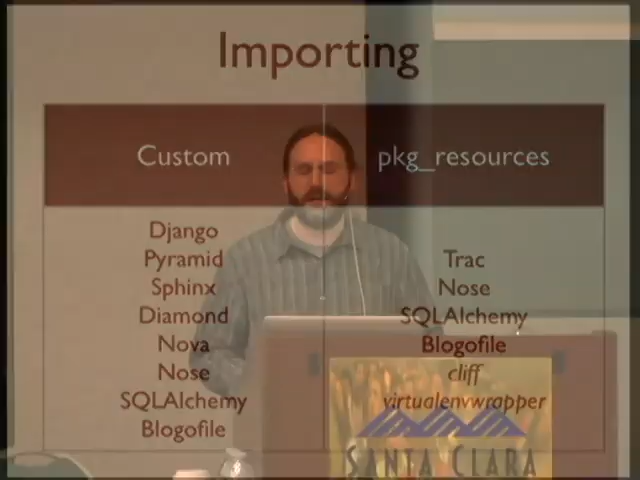 Importing
Custom
pkg_resources
Django
Pyramid
Sphinx
Diamond
Nova
Nose
SQLAlchemy
Blogofile
Trac
Nose
SQLAlchemy
Blogofile
cliff
virtualenvwrapper
SANTA CLARA